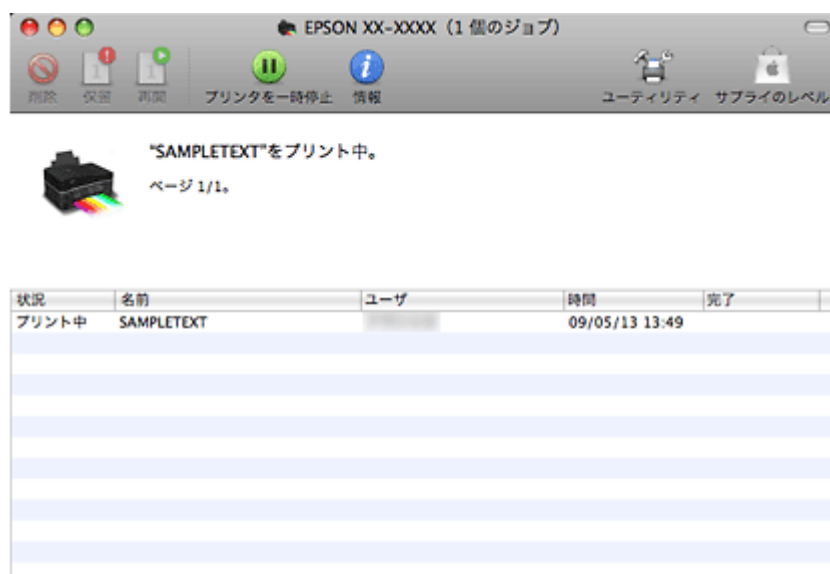 EPSON XX-XXXX（1 個のジョブ）
削除 保留 再開 プリンタを一時停止 情報 ユーティリティ サプライのレベル
"SAMPLETEXT"をプリント中。
ページ 1/1。
状況 名前 ユーザ 時間 完了
プリント中 SAMPLETEXT 09/05/13 13:49